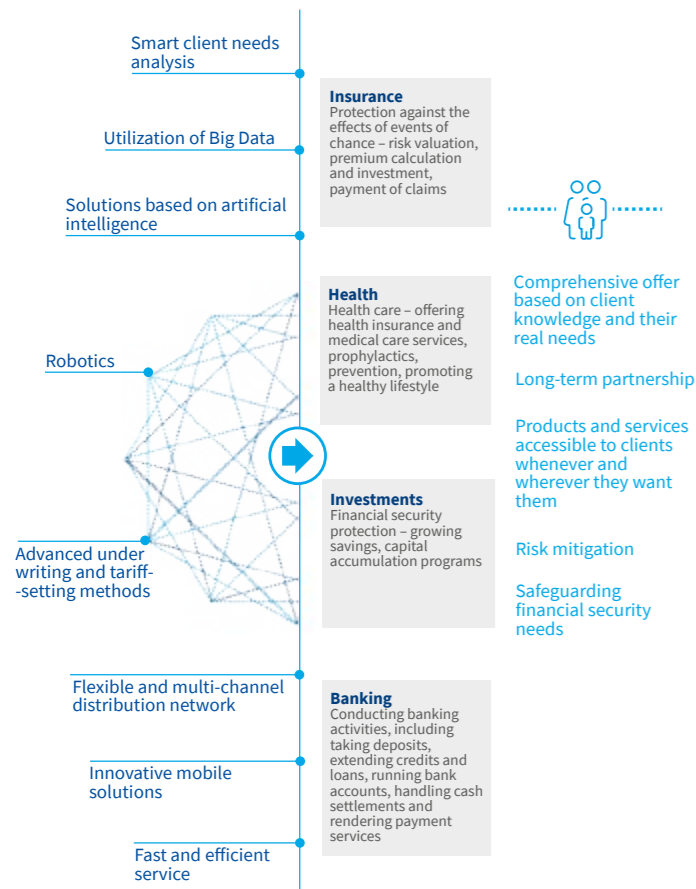 Smart client needs
analysis
Utilization of Big Data
Solutions based on artificial
intelligence
Robotics
Advanced under
writing and tariff-
-setting methods
Flexible and multi-channel
distribution network
Innovative mobile
solutions
Fast and efficient
service
Insurance
Protection against the
effects of events of
chance – risk valuation,
premium calculation
and investment,
payment of claims
Health
Health care – offering
health insurance and
medical care services,
prophylactics,
prevention, promoting
a healthy lifestyle
Investments
Financial security
protection – growing
savings, capital
accumulation programs
Banking
Conducting banking
activities, including
taking deposits,
extending credits and
loans, running bank
accounts, handling cash
settlements and
rendering payment
services
Comprehensive offer
based on client
knowledge and their
real needs
Long-term partnership
Products and services
accessible to clients
whenever and
wherever they want
them
Risk mitigation
Safeguarding
financial security
needs